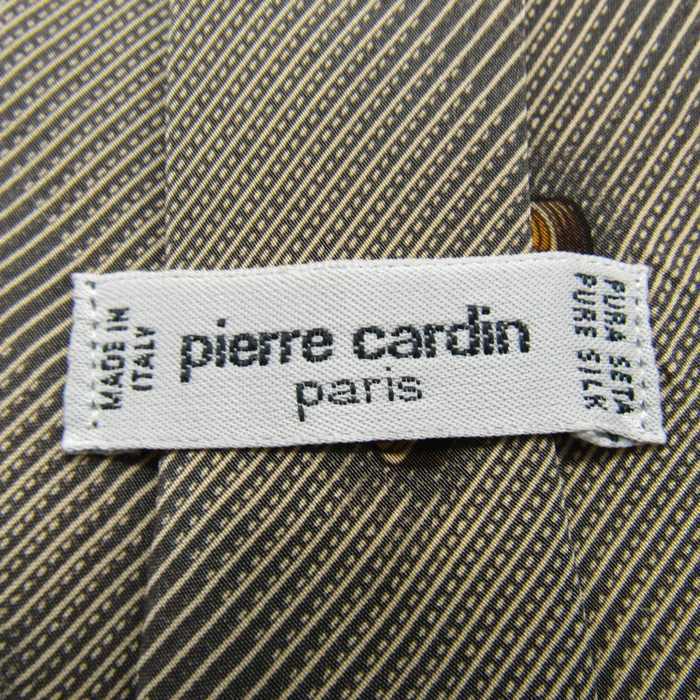 MADE IN
ITALY
pierre cardin
paris
PURA SETA
PURE SILK